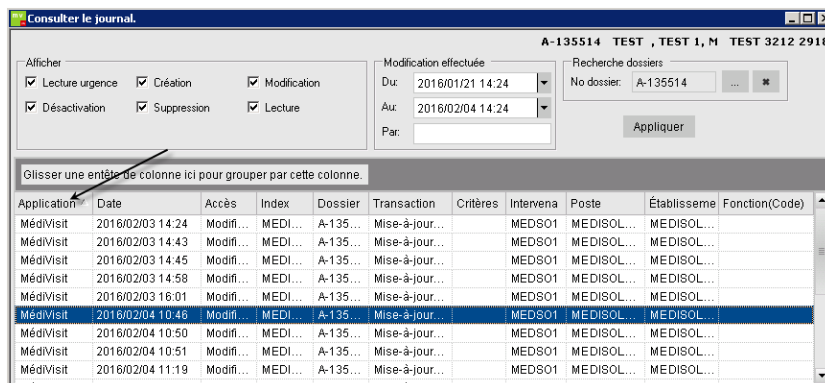 Consulter le journal.
A-135514 TEST , TEST 1, M TEST 3212 2918
Afficher
Lecture urgence Création Modification
Désactivation Suppression Lecture
Modification effectuée
Du: 2016/01/21 14:24
Au: 2016/02/04 14:24
Par:
Recherche dossiers
No dossier: A-135514 ...
Appliquer
Glisser une entête de colonne ici pour grouper par cette colonne.
Application Date Accès Index Dossier Transaction Critères Intervena Poste Établisseme Fonction(Code)
MédiVisit 2016/02/03 14:24 Modifi... MEDI... A-135... Mise-à-jour... MEDSO1 MEDISOL... MEDISOL...
MédiVisit 2016/02/03 14:43 Modifi... MEDI... A-135... Mise-à-jour... MEDSO1 MEDISOL... MEDISOL...
MédiVisit 2016/02/03 14:45 Modifi... MEDI... A-135... Mise-à-jour... MEDSO1 MEDISOL... MEDISOL...
MédiVisit 2016/02/03 14:58 Modifi... MEDI... A-135... Mise-à-jour... MEDSO1 MEDISOL... MEDISOL...
MédiVisit 2016/02/03 16:01 Modifi... MEDI... A-135... Mise-à-jour... MEDSO1 MEDISOL... MEDISOL...
MédiVisit 2016/02/04 10:46 Modifi... MEDI... A-135... Mise-à-jour... MEDSO1 MEDISOL... MEDISOL...
MédiVisit 2016/02/04 10:50 Modifi... MEDI... A-135... Mise-à-jour... MEDSO1 MEDISOL... MEDISOL...
MédiVisit 2016/02/04 10:51 Modifi... MEDI... A-135... Mise-à-jour... MEDSO1 MEDISOL... MEDISOL...
MédiVisit 2016/02/04 11:19 Modifi... MEDI... A-135... Mise-à-jour... MEDSO1 MEDISOL... MEDISOL...